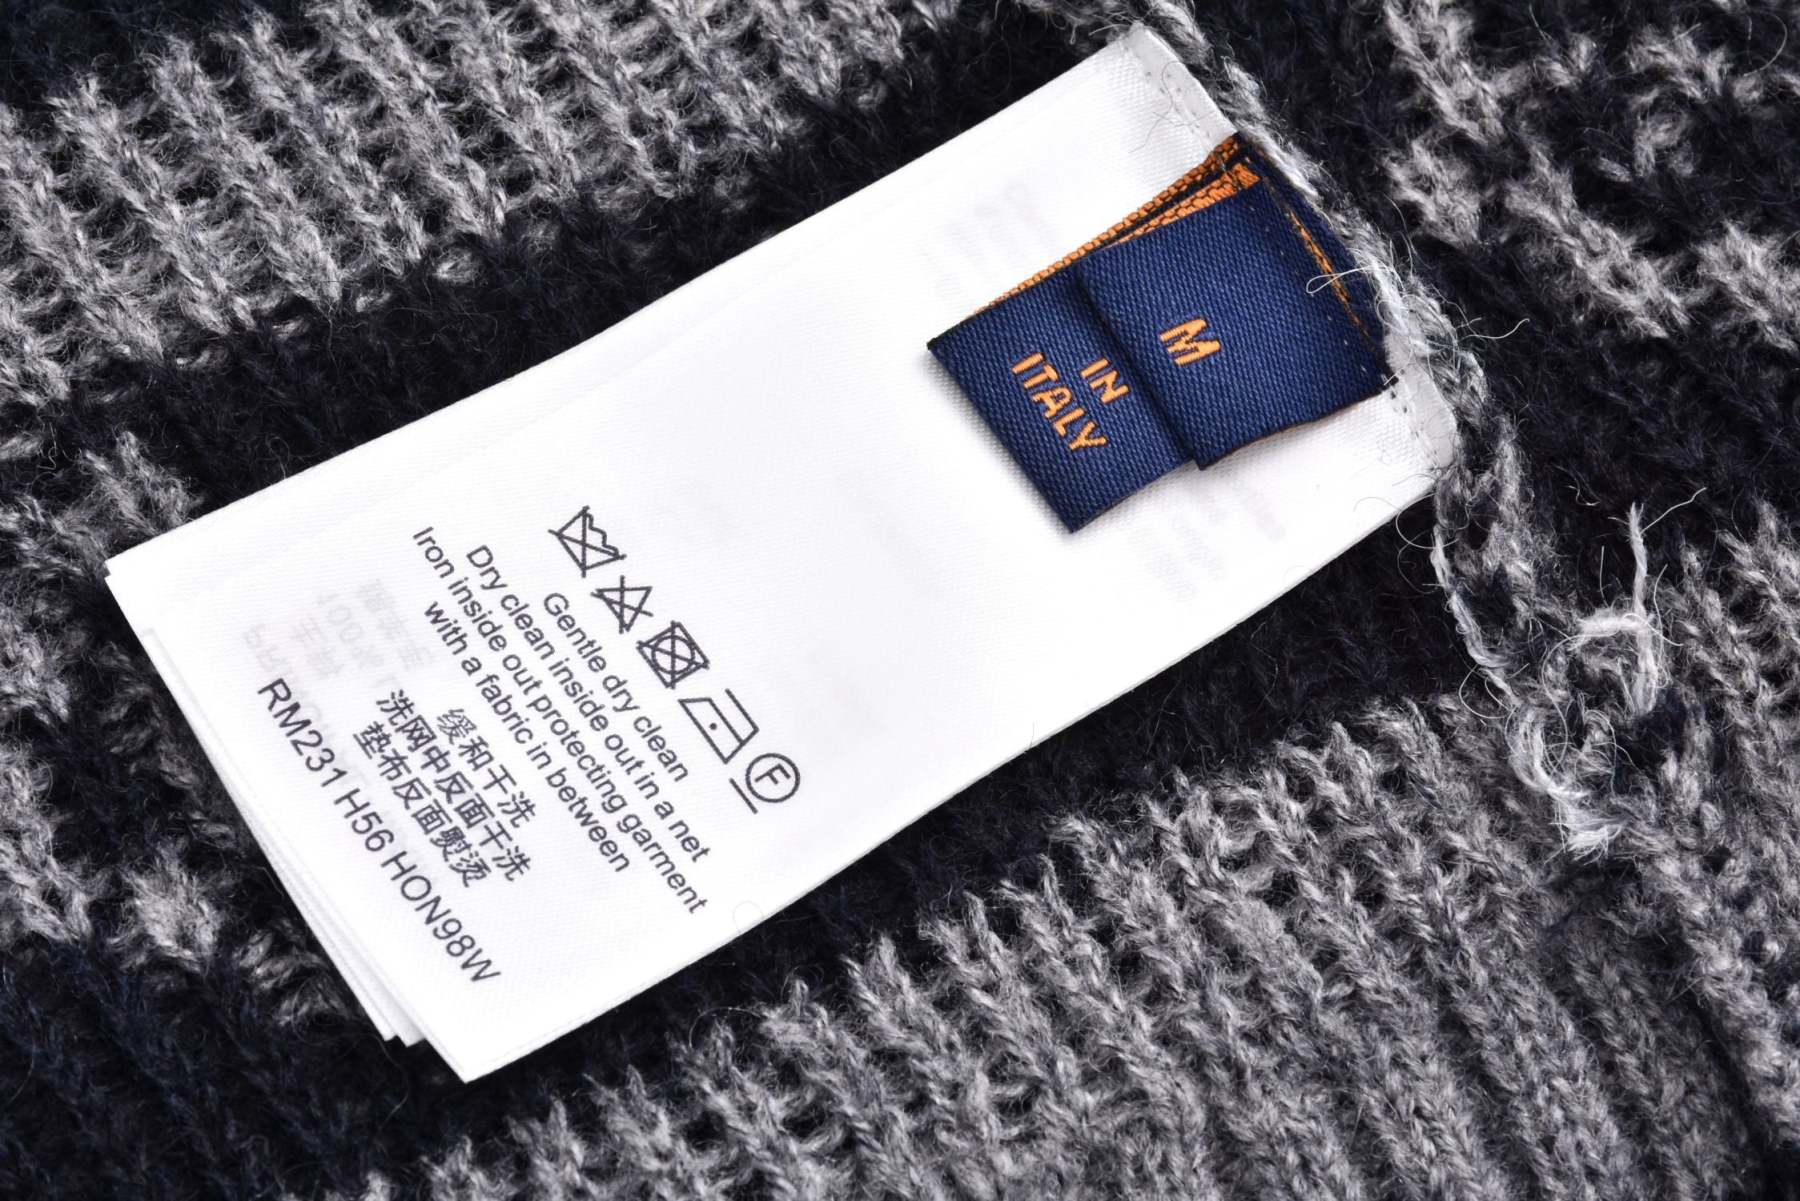 M
IN
ITALY
F
Gentle dry clean
Dry clean inside out in a net
Iron inside out protecting garment
with a fabric in between
缓和干洗
洗网中反面干洗
垫布反面熨烫
RM231 H56 HON98W